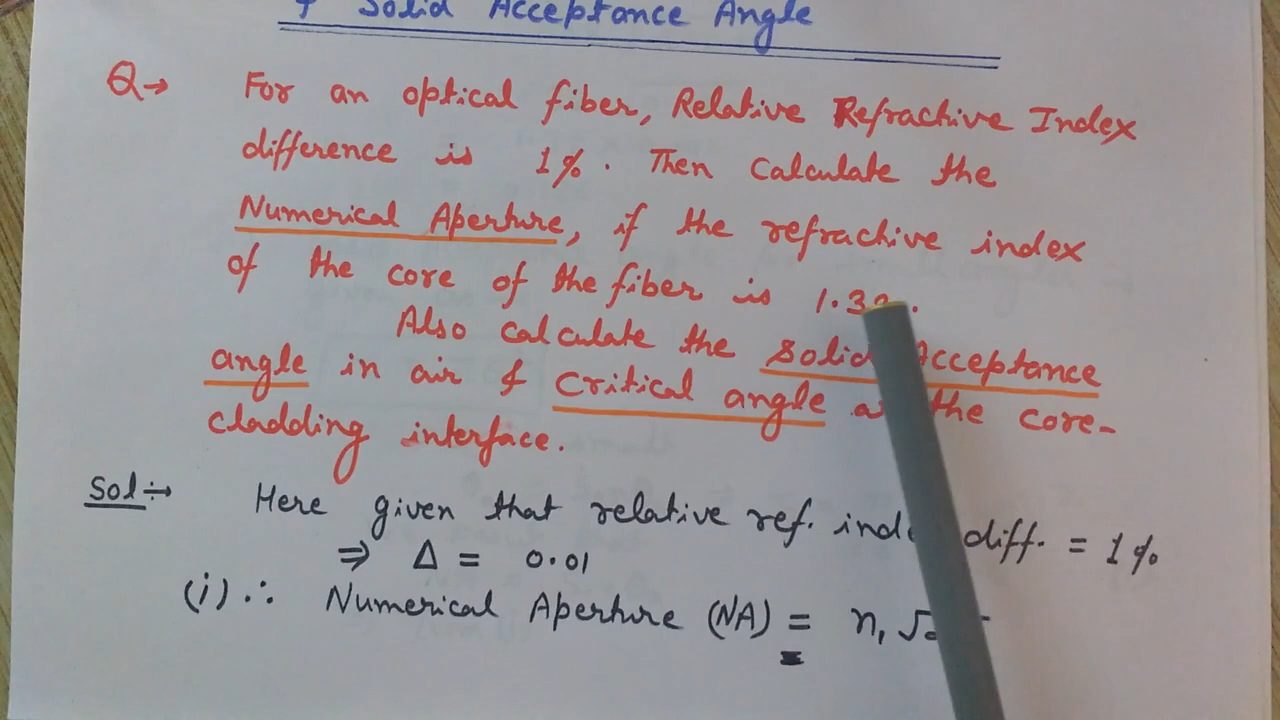 & Solid Acceptance Angle
Q→ For an optical fiber, Relative Refractive Index
difference is 1%. Then calculate the
Numerical Aperture, if the refractive index
of the core of the fiber is
Also calculate the Solid Acceptance
angle in air & Critical angle the core-
cladding interface.
Sol:→ Here given that relative ref. diff. = 1%
⇒ Δ = 0.01
(i) ∴ Numerical Aperture (NA) = n₁